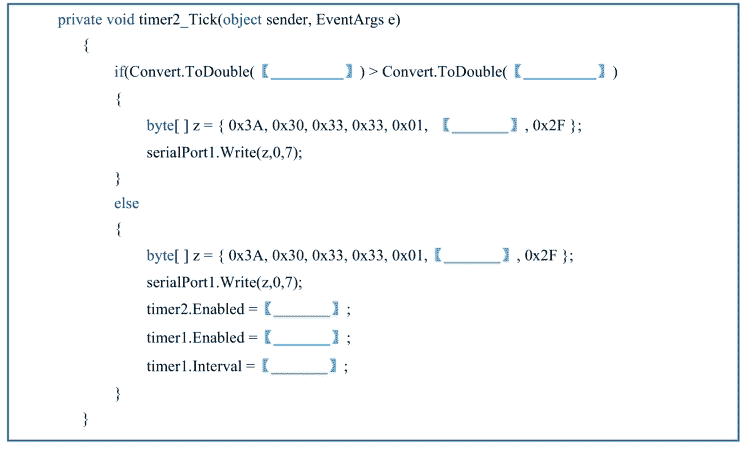 private void timer2_Tick(object sender, EventArgs e)
{
if(Convert.ToDouble(【_________】) > Convert.ToDouble(【_________】)
{
byte[ ] z = { 0x3A, 0x30, 0x33, 0x33, 0x01, 【_______】, 0x2F };
serialPort1.Write(z,0,7);
}
else
{
byte[ ] z = { 0x3A, 0x30, 0x33, 0x33, 0x01,【_______】, 0x2F };
serialPort1.Write(z,0,7);
timer2.Enabled =【_______】;
timer1.Enabled =【_______】;
timer1.Interval =【_______】;
}
}